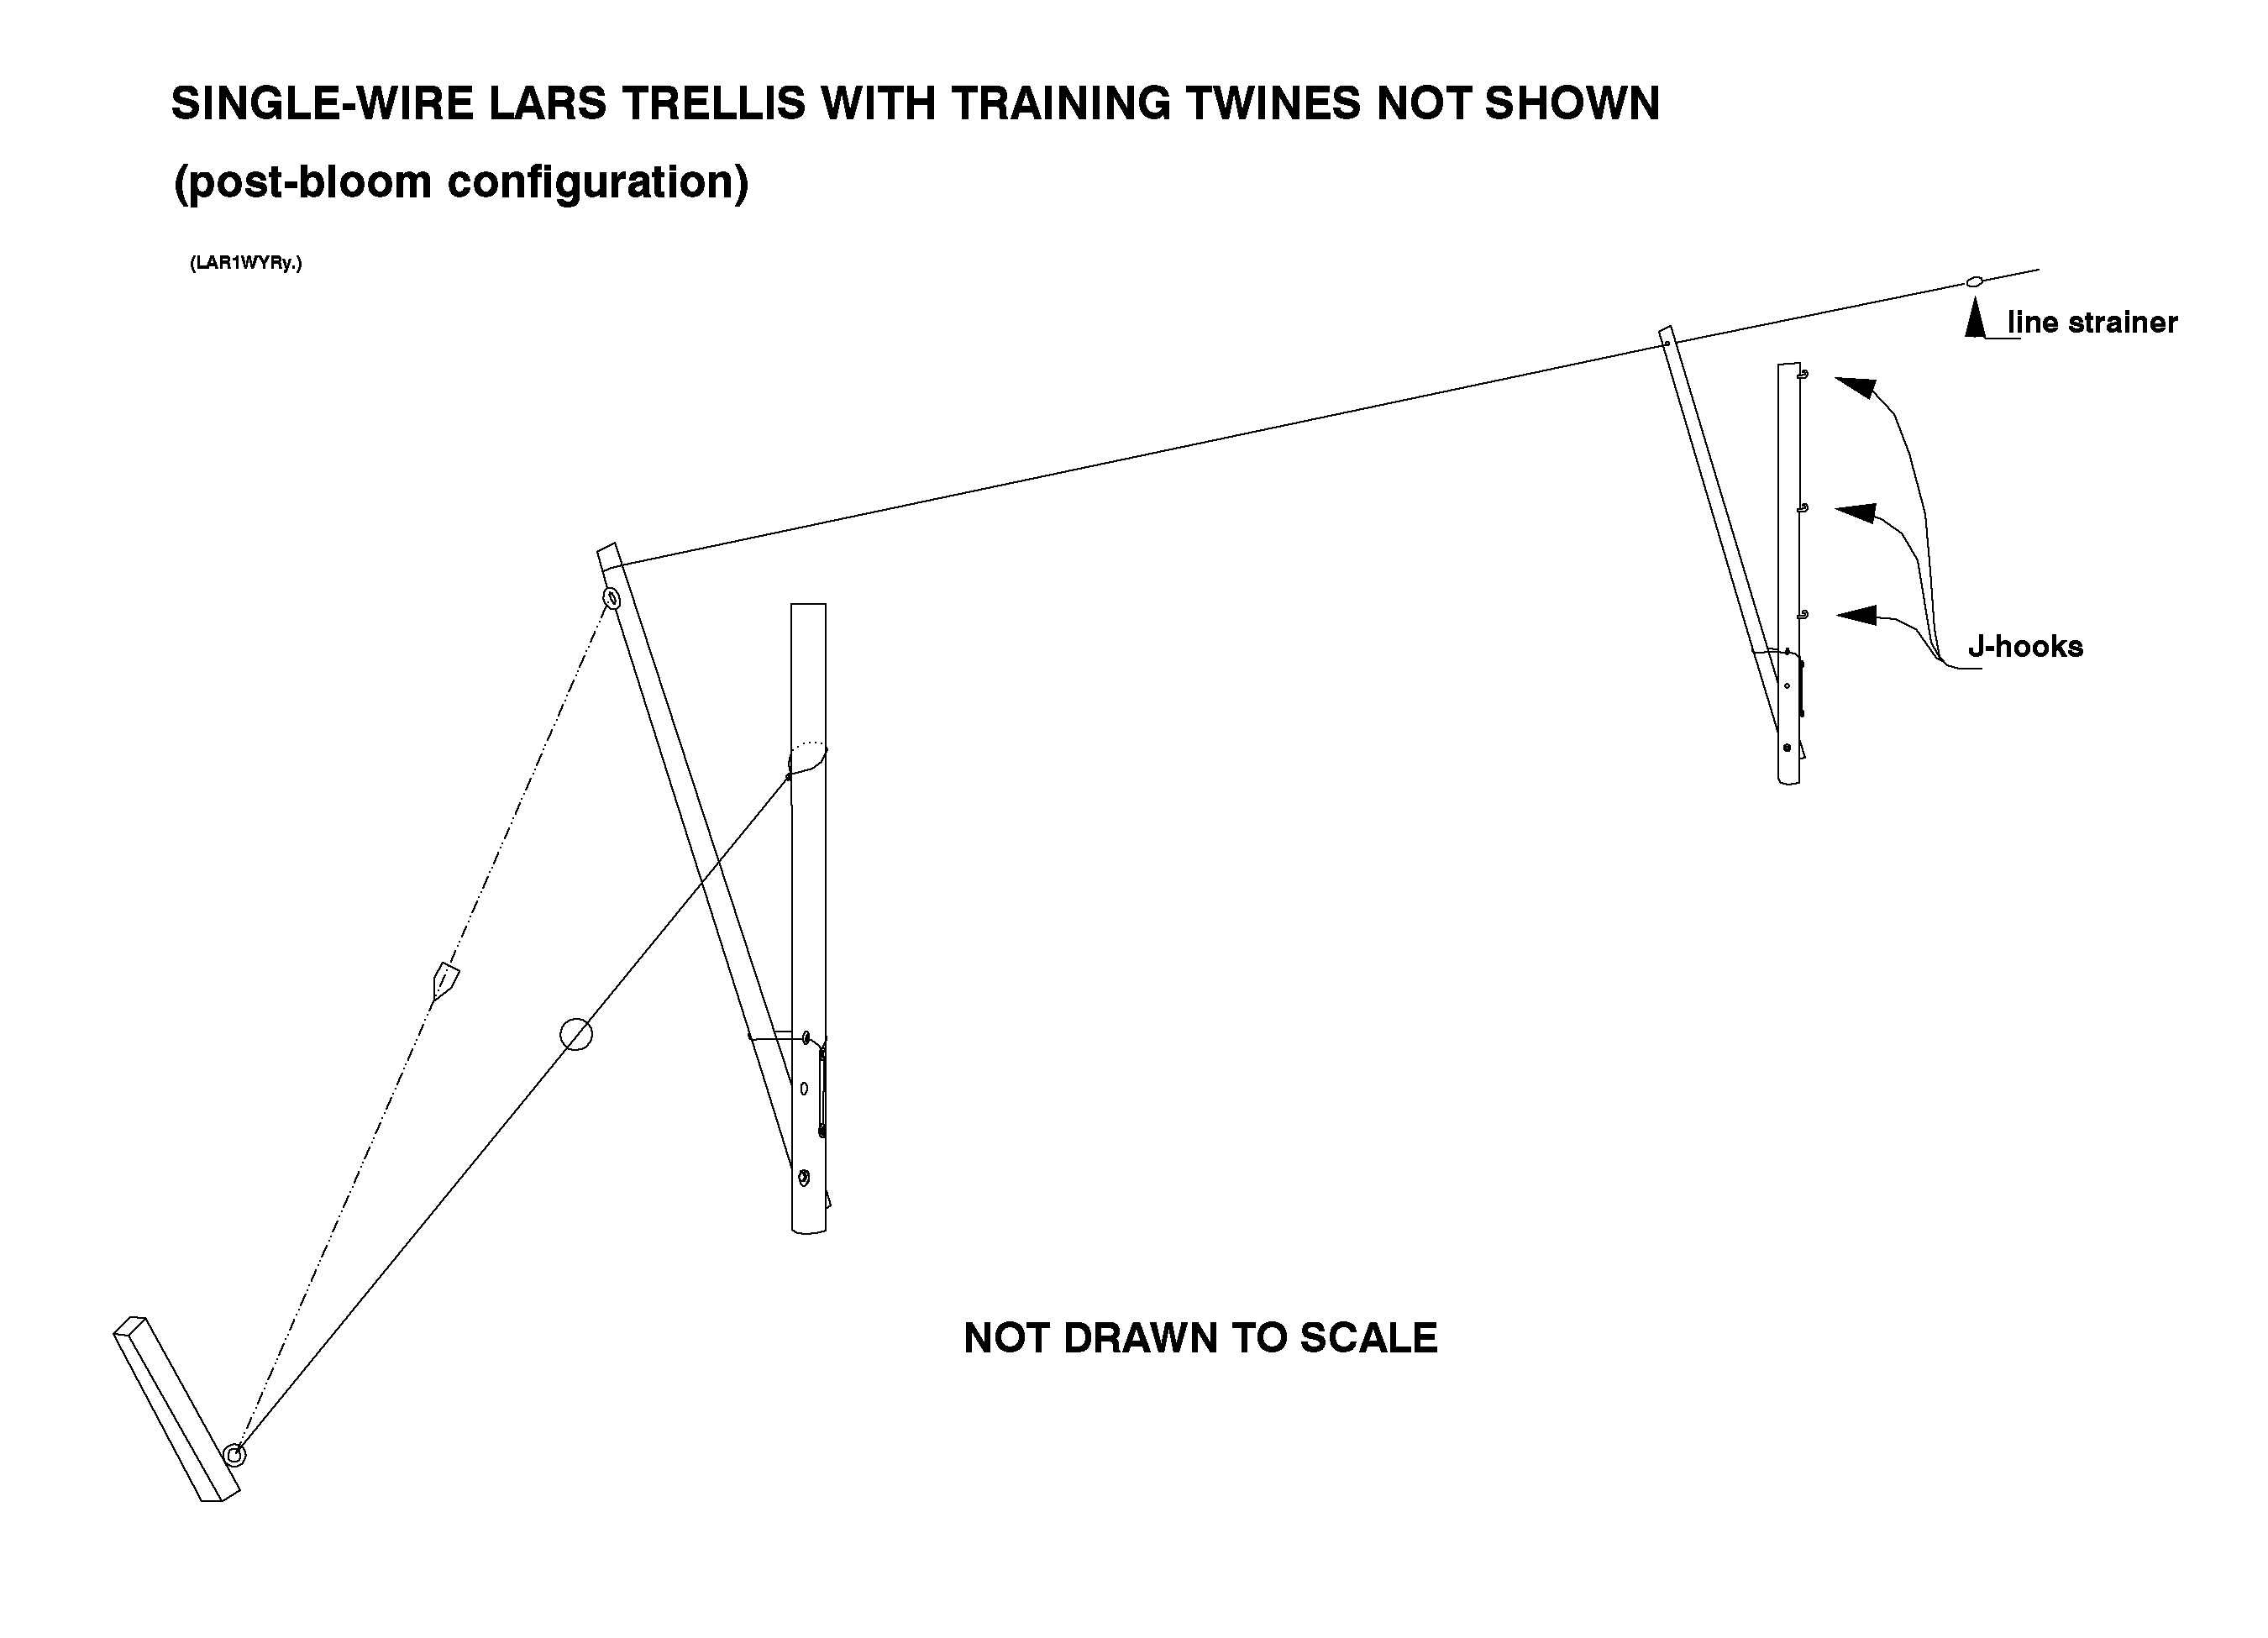 SINGLE-WIRE LARS TRELLIS WITH TRAINING TWINES NOT SHOWN
(post-bloom configuration)
(LAR1WYRy.)
line strainer
J-hooks
NOT DRAWN TO SCALE